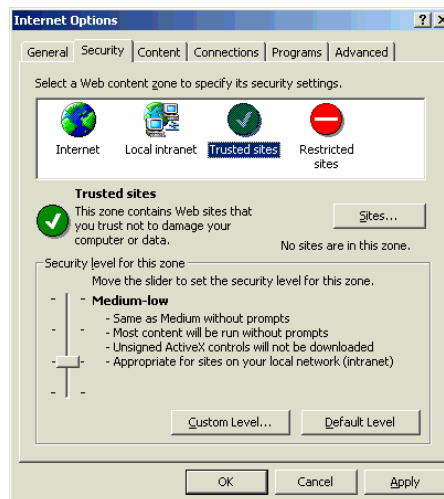 Internet Options
General Security Content Connections Programs Advanced
Select a Web content zone to specify its security settings.
Internet Local intranet Trusted sites Restricted
sites
Trusted sites
This zone contains Web sites that
you trust not to damage your
computer or data.
Sites...
No sites are in this zone.
Security level for this zone
Move the slider to set the security level for this zone.
Medium-low
- Same as Medium without prompts
- Most content will be run without prompts
- Unsigned ActiveX controls will not be downloaded
- Appropriate for sites on your local network (intranet)
Custom Level... Default Level
OK Cancel Apply